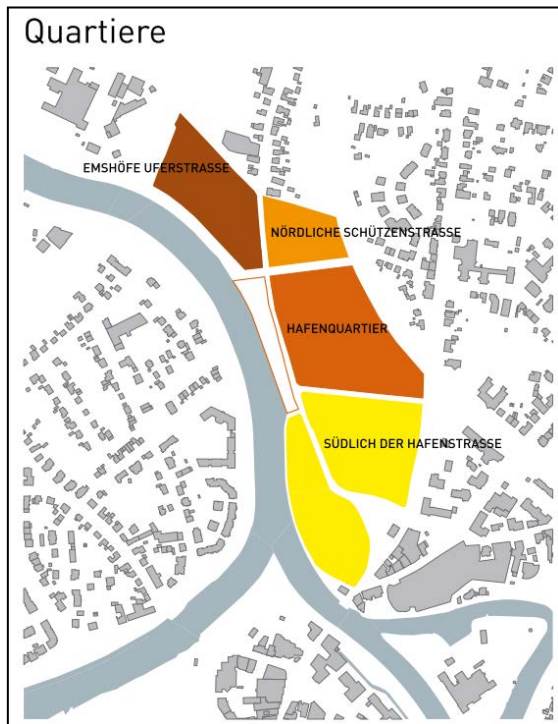 Quartiere
EMSHÖFE UFERSTRASSE
NÖRDLICHE SCHÜTZENSTRASSE
HAFENQUARTIER
SÜDLICH DER HAFENSTRASSE